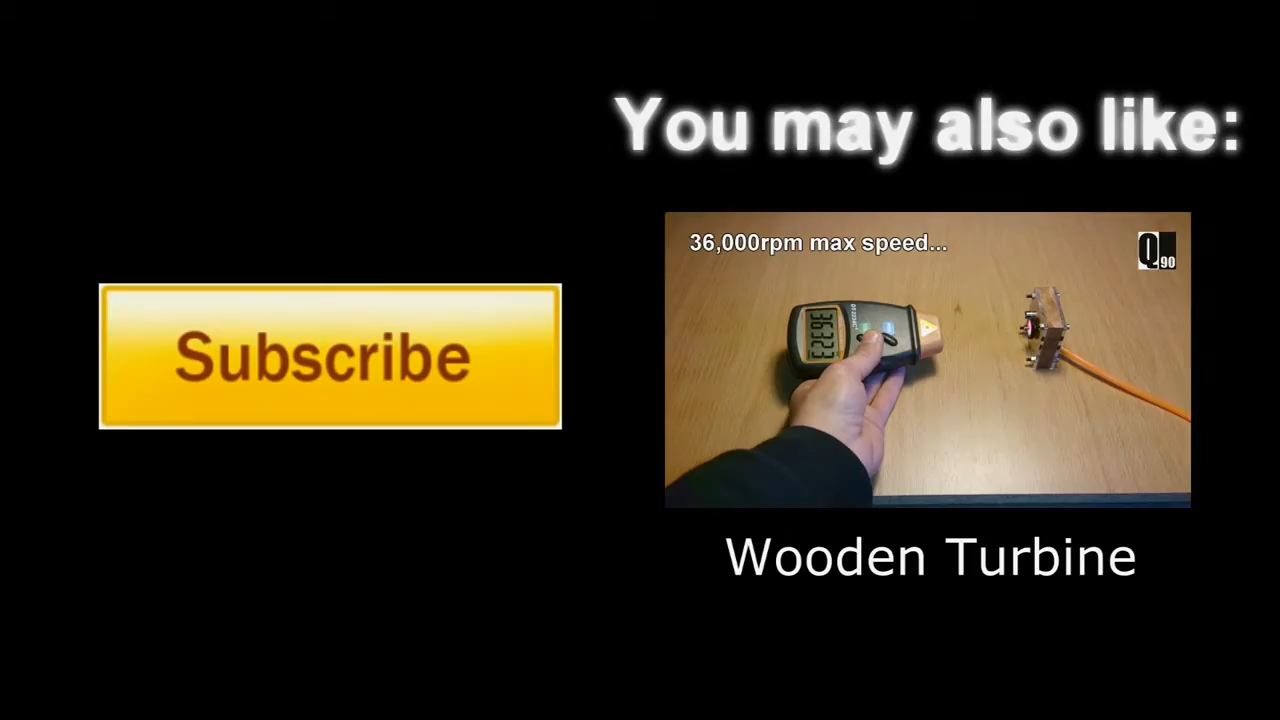 You may also like:
36,000rpm max speed...
Q90
Subscribe
Wooden Turbine